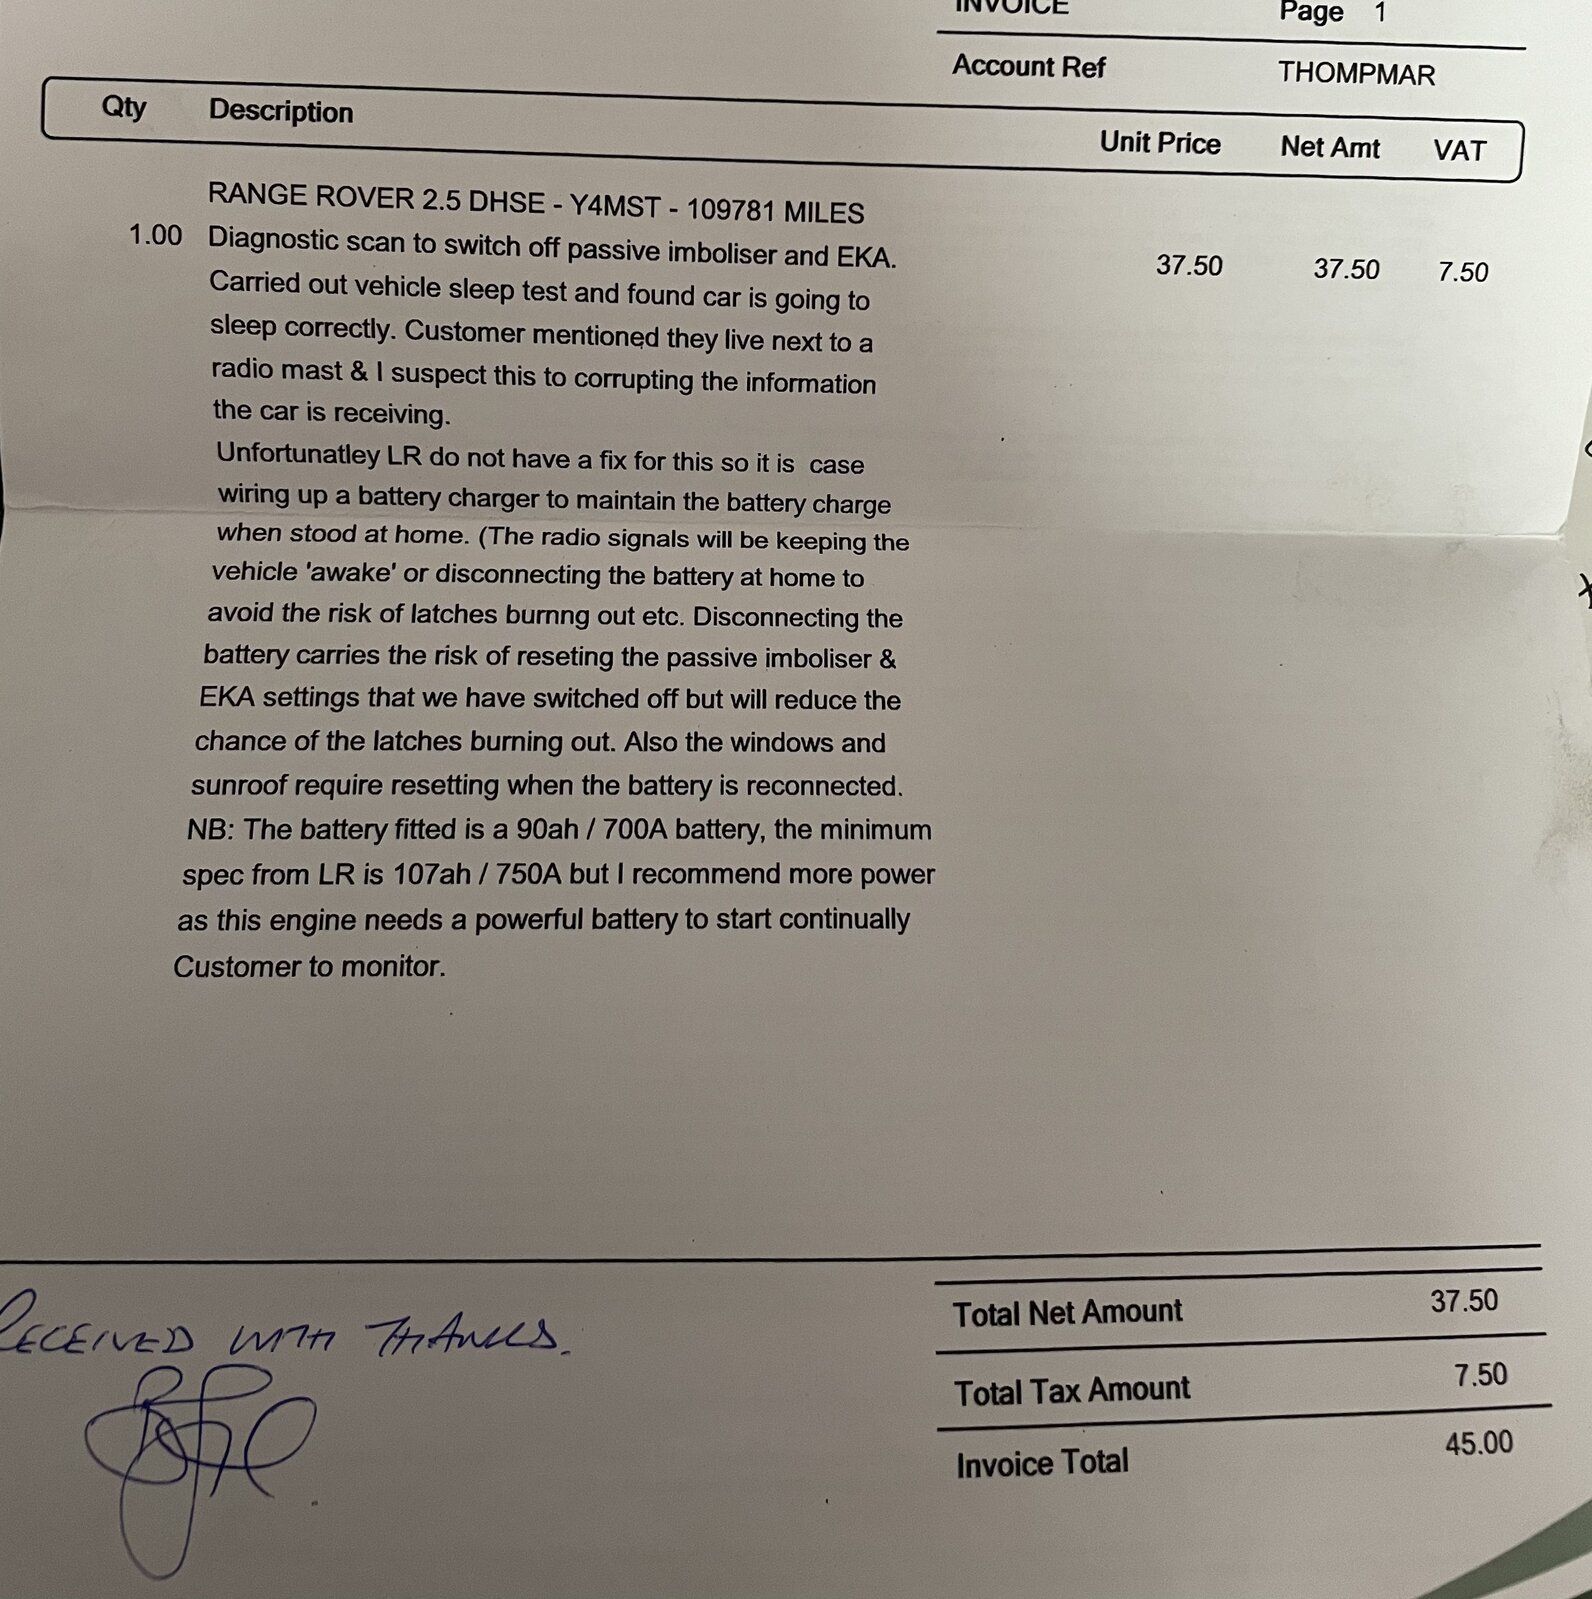 INVOICE Page 1
Account Ref THOMPMAR
Qty Description Unit Price Net Amt VAT
RANGE ROVER 2.5 DHSE - Y4MST - 109781 MILES
1.00 Diagnostic scan to switch off passive imboliser and EKA. 37.50 37.50 7.50
Carried out vehicle sleep test and found car is going to
sleep correctly. Customer mentioned they live next to a
radio mast & I suspect this to corrupting the information
the car is receiving.
Unfortunatley LR do not have a fix for this so it is case
wiring up a battery charger to maintain the battery charge
when stood at home. (The radio signals will be keeping the
vehicle 'awake' or disconnecting the battery at home to
avoid the risk of latches burnng out etc. Disconnecting the
battery carries the risk of reseting the passive imboliser &
EKA settings that we have switched off but will reduce the
chance of the latches burning out. Also the windows and
sunroof require resetting when the battery is reconnected.
NB: The battery fitted is a 90ah / 700A battery, the minimum
spec from LR is 107ah / 750A but I recommend more power
as this engine needs a powerful battery to start continually
Customer to monitor.
RECEIVED WITH THANKS.
Total Net Amount 37.50
Total Tax Amount 7.50
Invoice Total 45.00